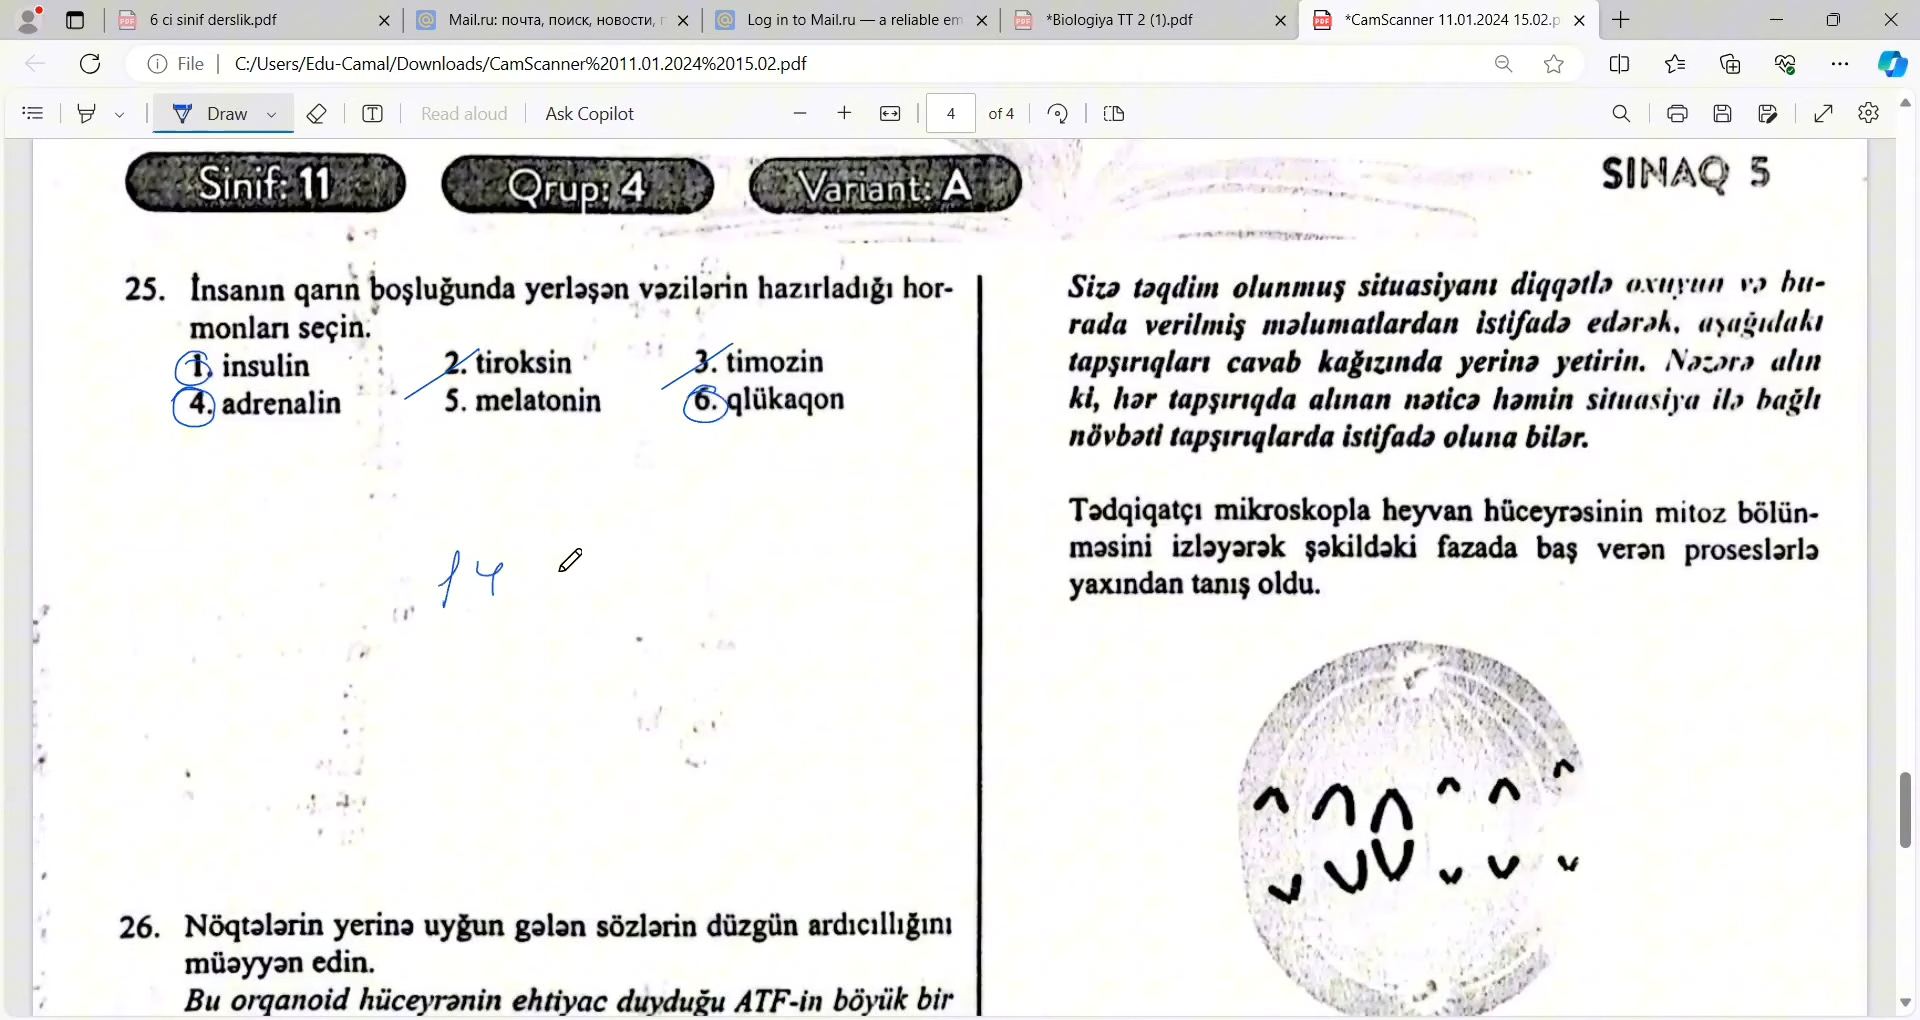 6 ci sinif derslik.pdf
Mail.ru: почта, поиск, новости, г
Log in to Mail.ru — a reliable em
*Biologiya TT 2 (1).pdf
*CamScanner 11.01.2024 15.02.p
File
C:/Users/Edu-Camal/Downloads/CamScanner%2011.01.2024%2015.02.pdf
Draw
Read aloud
Ask Copilot
4 of 4
Sinif: 11
Qrup: 4
Variant: A
SINAQ 5
25. İnsanın qarın boşluğunda yerləşən vəzilərin hazırladığı hor-
monları seçin.
1. insulin 2. tiroksin 3. timozin
4. adrenalin 5. melatonin 6. qlükaqon
14
26. Nöqtələrin yerinə uyğun gələn sözlərin düzgün ardıcıllığını
müəyyən edin.
Bu orqanoid hüceyrənin ehtiyac duyduğu ATF-in böyük bir
Sizə təqdim olunmuş situasiyanı diqqətlə oxuyun və bu-
rada verilmiş məlumatlardan istifadə edərək, aşağıdakı
tapşırıqları cavab kağızında yerinə yetirin. Nəzərə alın
ki, hər tapşırıqda alınan nəticə həmin situasiya ilə bağlı
növbəti tapşırıqlarda istifadə oluna bilər.
Tədqiqatçı mikroskopla heyvan hüceyrəsinin mitoz bölün-
məsini izləyərək şəkildəki fazada baş verən proseslərlə
yaxından tanış oldu.